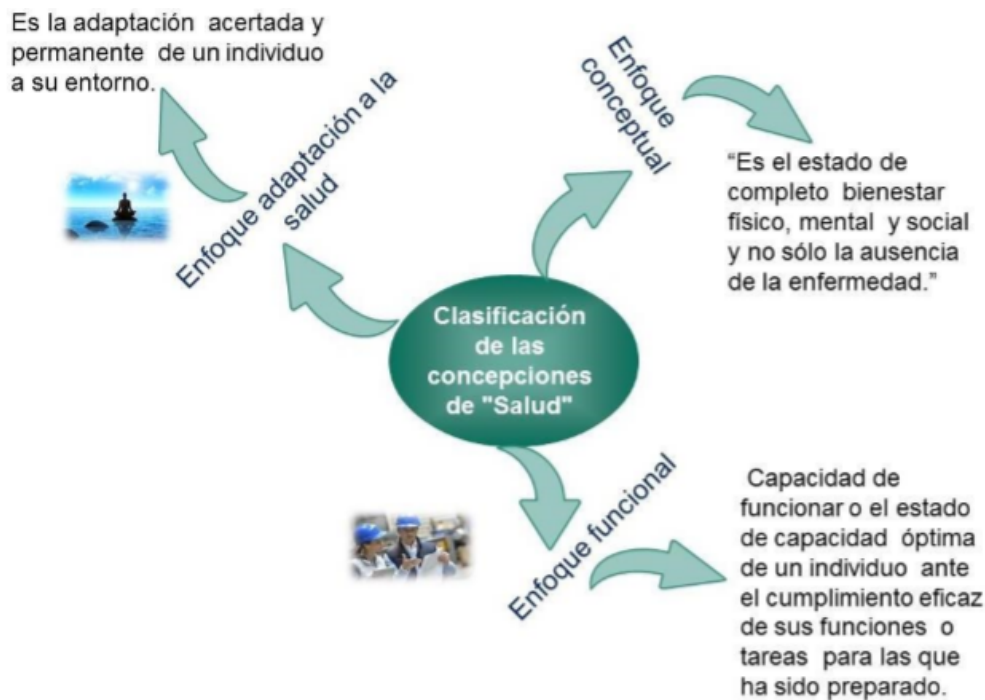 Es la adaptación acertada y
permanente de un individuo
a su entorno.
Enfoque adaptación a la
salud
Enfoque
conceptual
“Es el estado de
completo bienestar
físico, mental y social
y no sólo la ausencia
de la enfermedad.”
Clasificación
de las
concepciones
de "Salud"
Enfoque funcional
Capacidad de
funcionar o el estado
de capacidad óptima
de un individuo ante
el cumplimiento eficaz
de sus funciones o
tareas para las que
ha sido preparado.